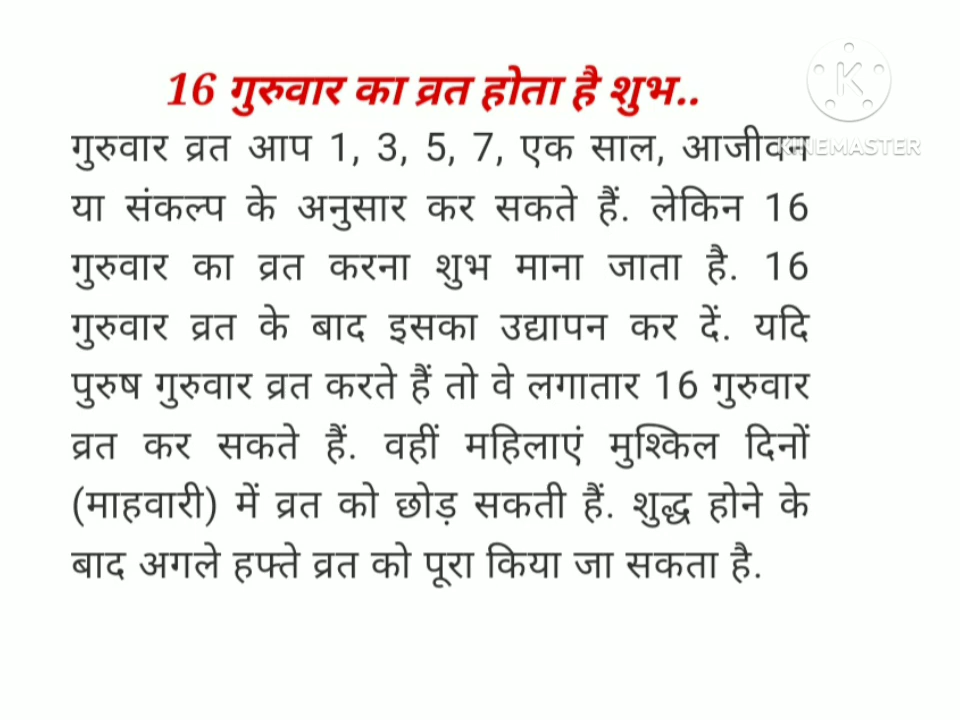 16 गुरुवार का व्रत होता है शुभ..
गुरुवार व्रत आप 1, 3, 5, 7, एक साल, आजीवन
KINEMASTER
या संकल्प के अनुसार कर सकते हैं. लेकिन 16
गुरुवार का व्रत करना शुभ माना जाता है. 16
गुरुवार व्रत के बाद इसका उद्यापन कर दें. यदि
पुरुष गुरुवार व्रत करते हैं तो वे लगातार 16 गुरुवार
व्रत कर सकते हैं. वहीं महिलाएं मुश्किल दिनों
(माहवारी) में व्रत को छोड़ सकती हैं. शुद्ध होने के
बाद अगले हफ्ते व्रत को पूरा किया जा सकता है.